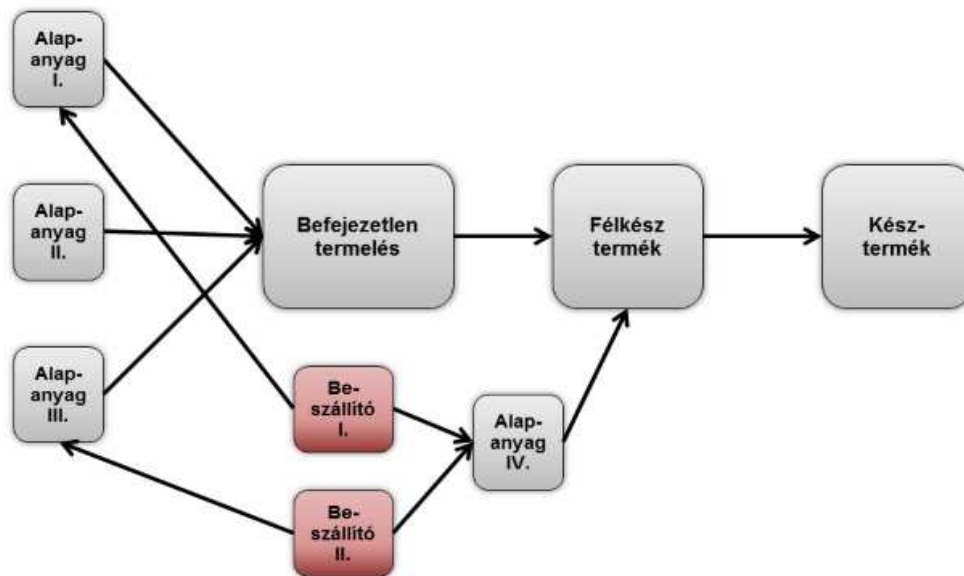 Alap-
anyag
I.
Alap-
anyag
II.
Befejezetlen
termelés
Félkész
termék
Kész-
termék
Alap-
anyag
III.
Be-
szállító
I.
Alap-
anyag
IV.
Be-
szállító
II.